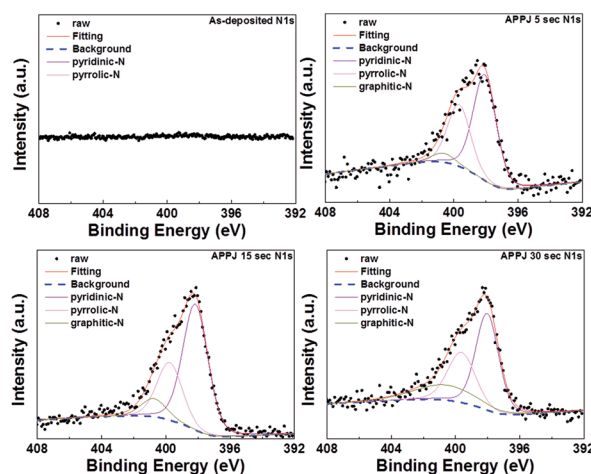 As-deposited N1s
raw
Fitting
Background
pyridinic-N
pyrrolic-N
Intensity (a.u.)
408 404 400 396 392
Binding Energy (eV)
APPJ 5 sec N1s
raw
Fitting
Background
pyridinic-N
pyrrolic-N
graphitic-N
Intensity (a.u.)
408 404 400 396 392
Binding Energy (eV)
APPJ 15 sec N1s
raw
Fitting
Background
pyridinic-N
pyrrolic-N
graphitic-N
Intensity (a.u.)
408 404 400 396 392
Binding Energy (eV)
APPJ 30 sec N1s
raw
Fitting
Background
pyridinic-N
pyrrolic-N
graphitic-N
Intensity (a.u.)
408 404 400 396 392
Binding Energy (eV)